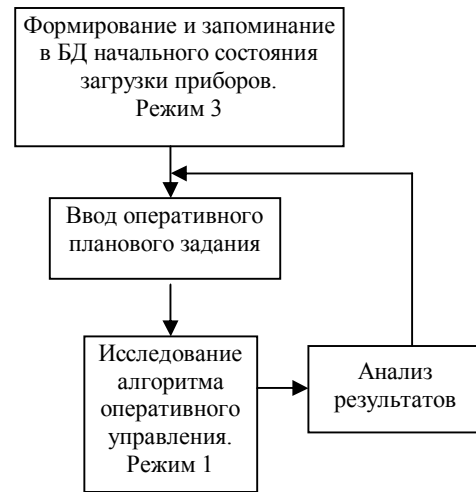 Формирование и запоминание
в БД начального состояния
загрузки приборов.
Режим 3
Ввод оперативного
планового задания
Исследование
алгоритма
оперативного
управления.
Режим 1
Анализ
результатов